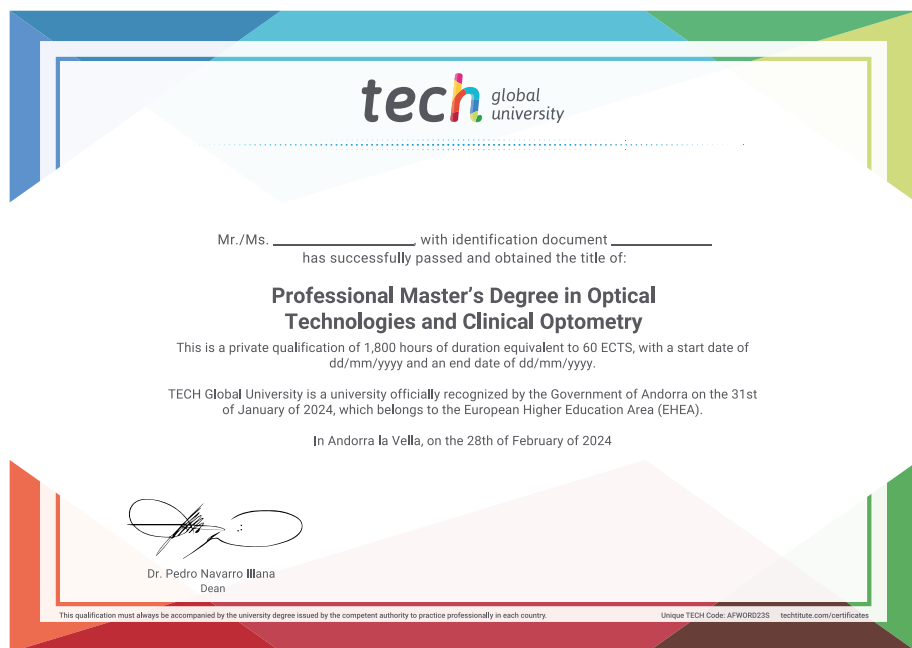 tech global
university
Mr./Ms. ____________________, with identification document ______________
has successfully passed and obtained the title of:
Professional Master's Degree in Optical
Technologies and Clinical Optometry
This is a private qualification of 1,800 hours of duration equivalent to 60 ECTS, with a start date of
dd/mm/yyyy and an end date of dd/mm/yyyy.
TECH Global University is a university officially recognized by the Government of Andorra on the 31st
of January of 2024, which belongs to the European Higher Education Area (EHEA).
In Andorra la Vella, on the 28th of February of 2024
Dr. Pedro Navarro Illana
Dean
This qualification must always be accompanied by the university degree issued by the competent authority to practice professionally in each country.
Unique TECH Code: AFWORD23S techtitute.com/certificates